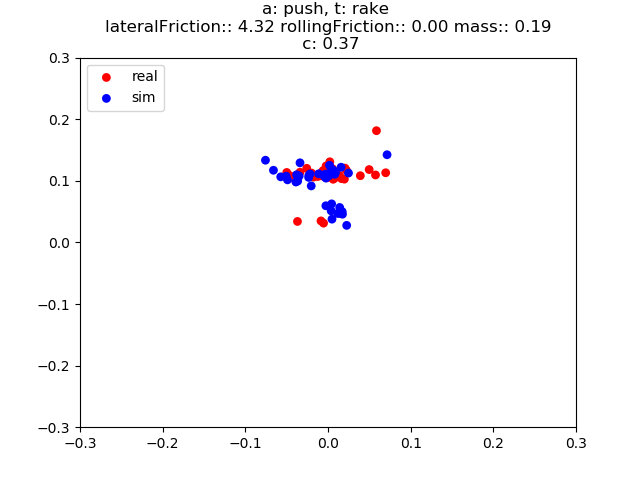 a: push, t: rake
lateralFriction:: 4.32 rollingFriction:: 0.00 mass:: 0.19
c: 0.37
real
sim
0.3
0.2
0.1
0.0
−0.1
−0.2
−0.3
−0.3
−0.2
−0.1
0.0
0.1
0.2
0.3